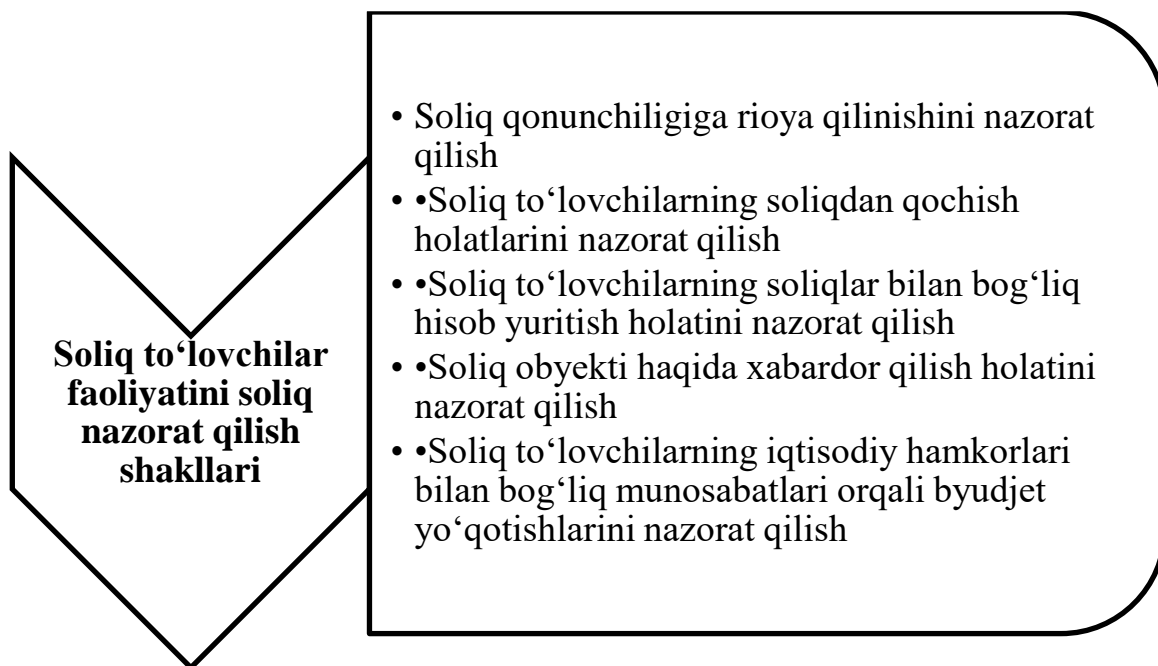 Soliq to‘lovchilar
faoliyatini soliq
nazorat qilish
shakllari
• Soliq qonunchiligiga rioya qilinishini nazorat
qilish
• •Soliq to‘lovchilarning soliqdan qochish
holatlarini nazorat qilish
• •Soliq to‘lovchilarning soliqlar bilan bog‘liq
hisob yuritish holatini nazorat qilish
• •Soliq obyekti haqida xabardor qilish holatini
nazorat qilish
• •Soliq to‘lovchilarning iqtisodiy hamkorlari
bilan bog‘liq munosabatlari orqali byudjet
yo‘qotishlarini nazorat qilish